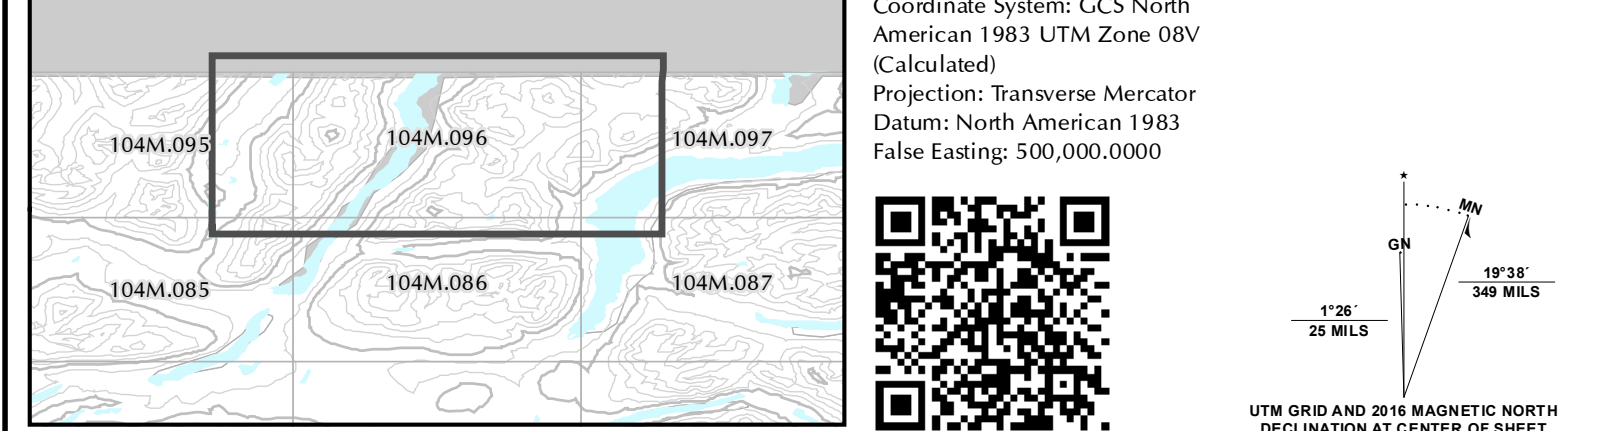 104M.095
104M.096
104M.097
104M.085
104M.086
104M.087
Coordinate System: GCS North
American 1983 UTM Zone 08V
(Calculated)
Projection: Transverse Mercator
Datum: North American 1983
False Easting: 500,000.0000
MN
GN
19°38´
349 MILS
1°26´
25 MILS
UTM GRID AND 2016 MAGNETIC NORTH
DECLINATION AT CENTER OF SHEET